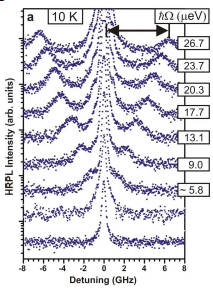 a 10 K ħΩ (μeV)
26.7
23.7
20.3
17.7
13.1
9.0
~ 5.8
HRPL Intensity (arb. units)
-8 -6 -4 -2 0 2 4 6 8
Detuning (GHz)